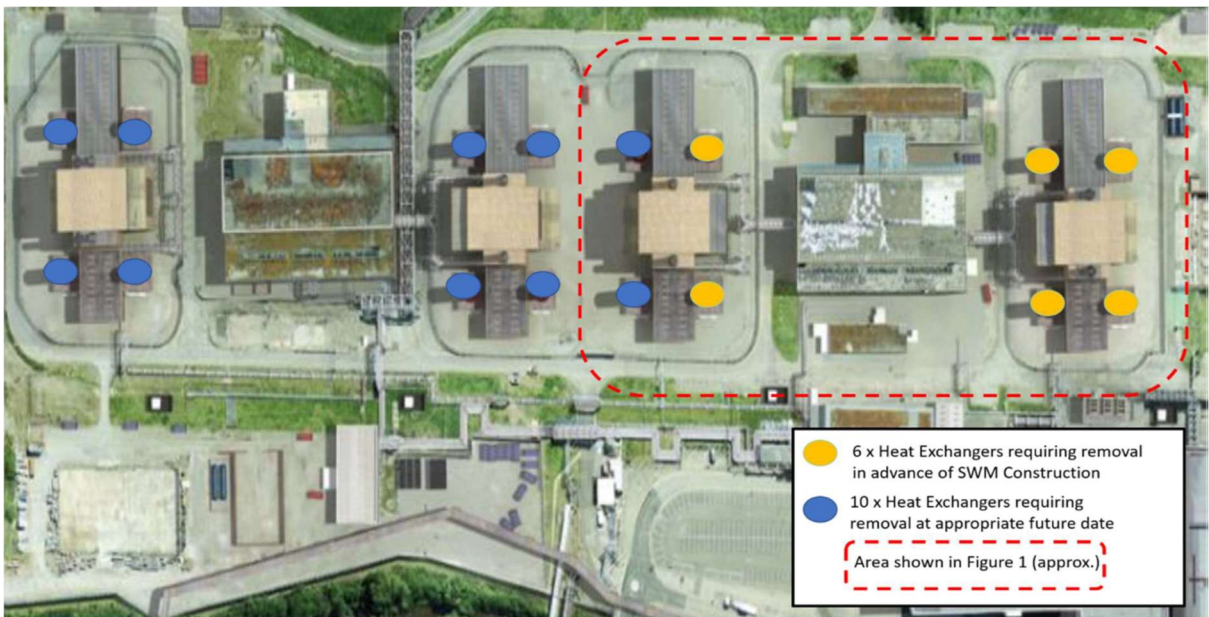 6 x Heat Exchangers requiring removal
in advance of SWM Construction
10 x Heat Exchangers requiring
removal at appropriate future date
Area shown in Figure 1 (approx.)